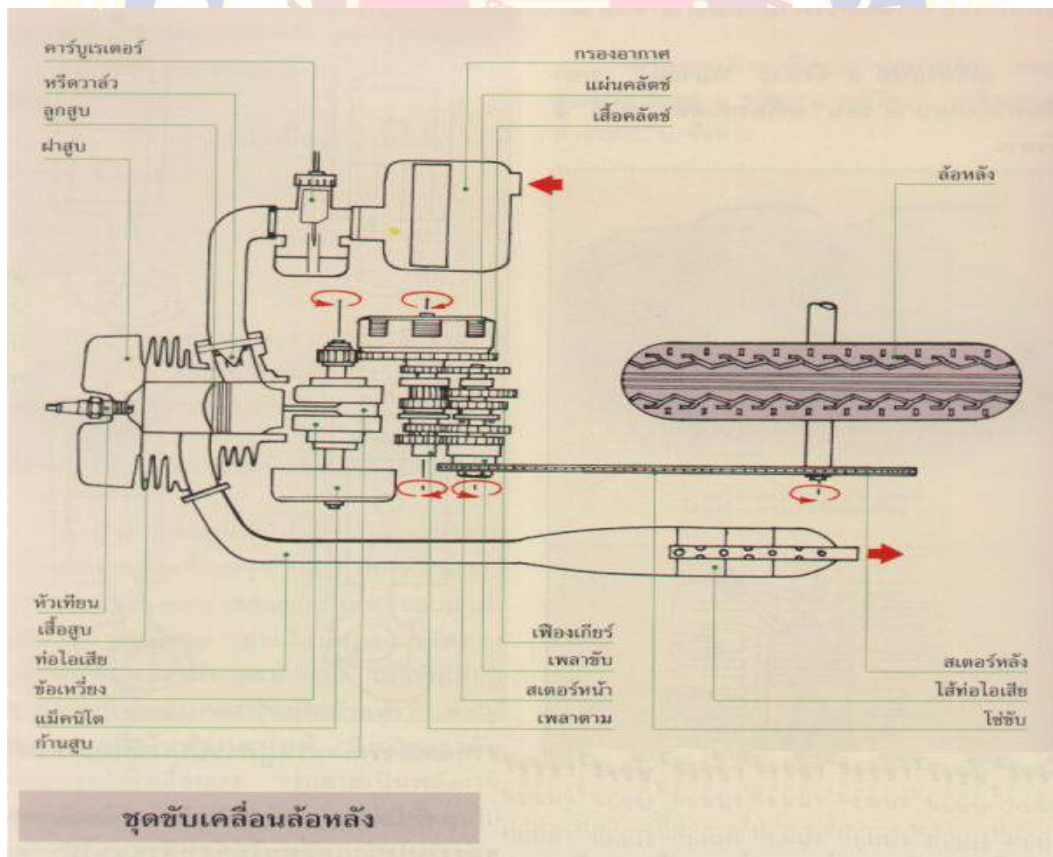 คาร์บูเรเตอร์
หรีดวาล์ว
ลูกสูบ
ฝาสูบ
กรองอากาศ
แผ่นคลัตช์
เสื้อคลัตช์
ล้อหลัง
หัวเทียน
เสื้อสูบ
ท่อไอเสีย
ข้อเหวี่ยง
แม็คนิโต
ก้านสูบ
เฟืองเกียร์
เพลาขับ
สเตอร์หน้า
เพลาตาม
สเตอร์หลัง
ไส้ท่อไอเสีย
โซ่ขับ
ชุดขับเคลื่อนล้อหลัง